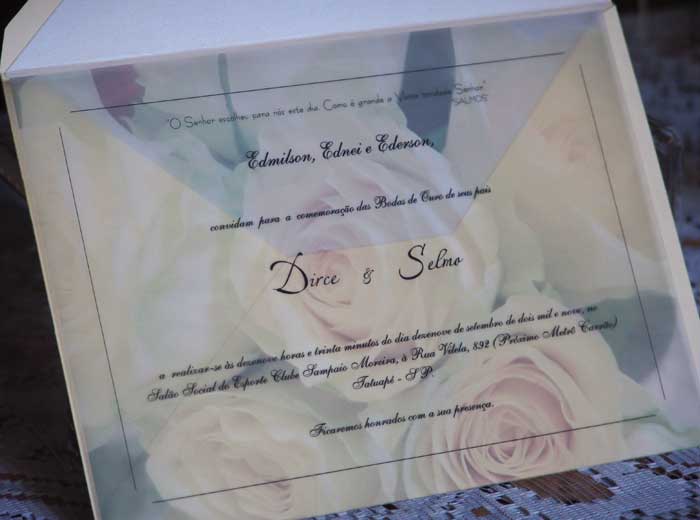 "O Senhor escolheu para nós este dia. Como é grande a Vossa bondade Senhor"
SALMOS
Edmilson, Ednei e Ederson,
convidam para a comemoração das Bodas de Ouro de seus pais
Dirce & Selmo
a realizar-se às dezenove horas e trinta minutos do dia dezenove de setembro de dois mil e nove, no
Salão Social do Esporte Clube Sampaio Moreira, à Rua Vilela, 892 (Próximo Metrô Carrão)
Tatuapé - SP.
Ficaremos honrados com a sua presença.